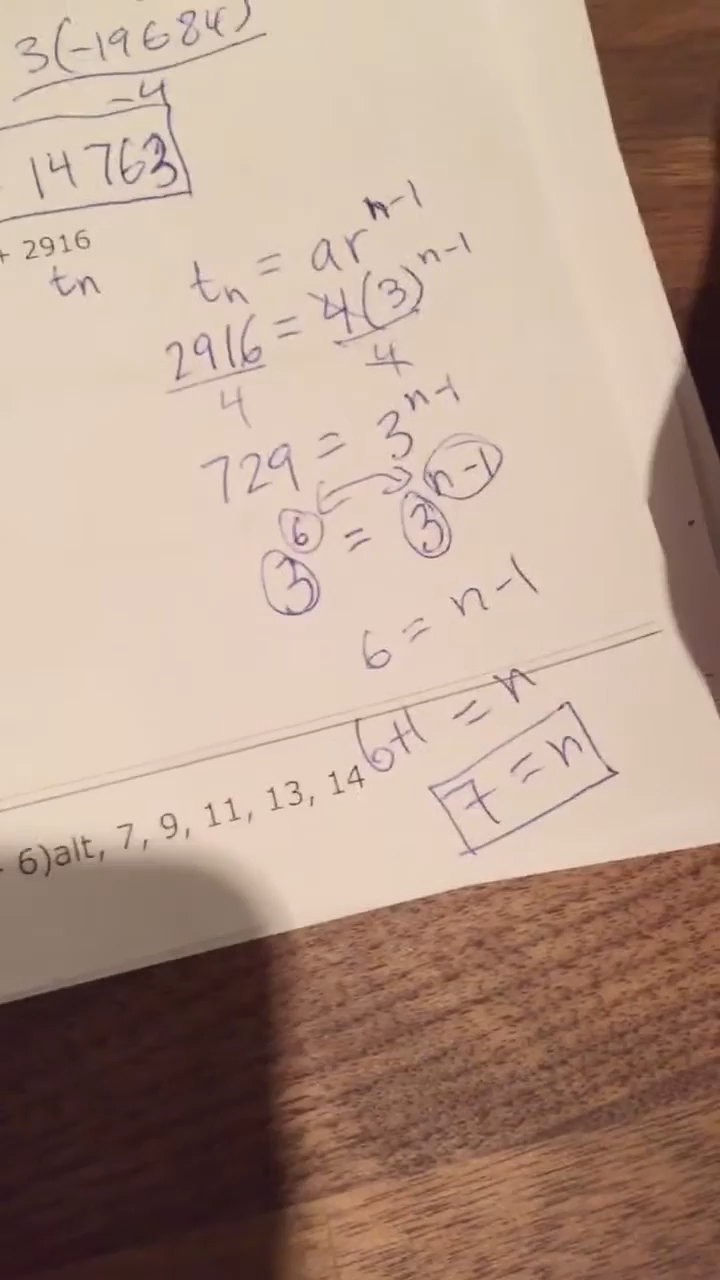 3(-19684)
-4
14763
+ 2916
tn
tn = ar^n-1
2916 = 4(3)^n-1
4 4
729 = 3^n-1
3^6 = 3^n-1
6 = n-1
6+1 = n
7 = n
6)alt, 7, 9, 11, 13, 14